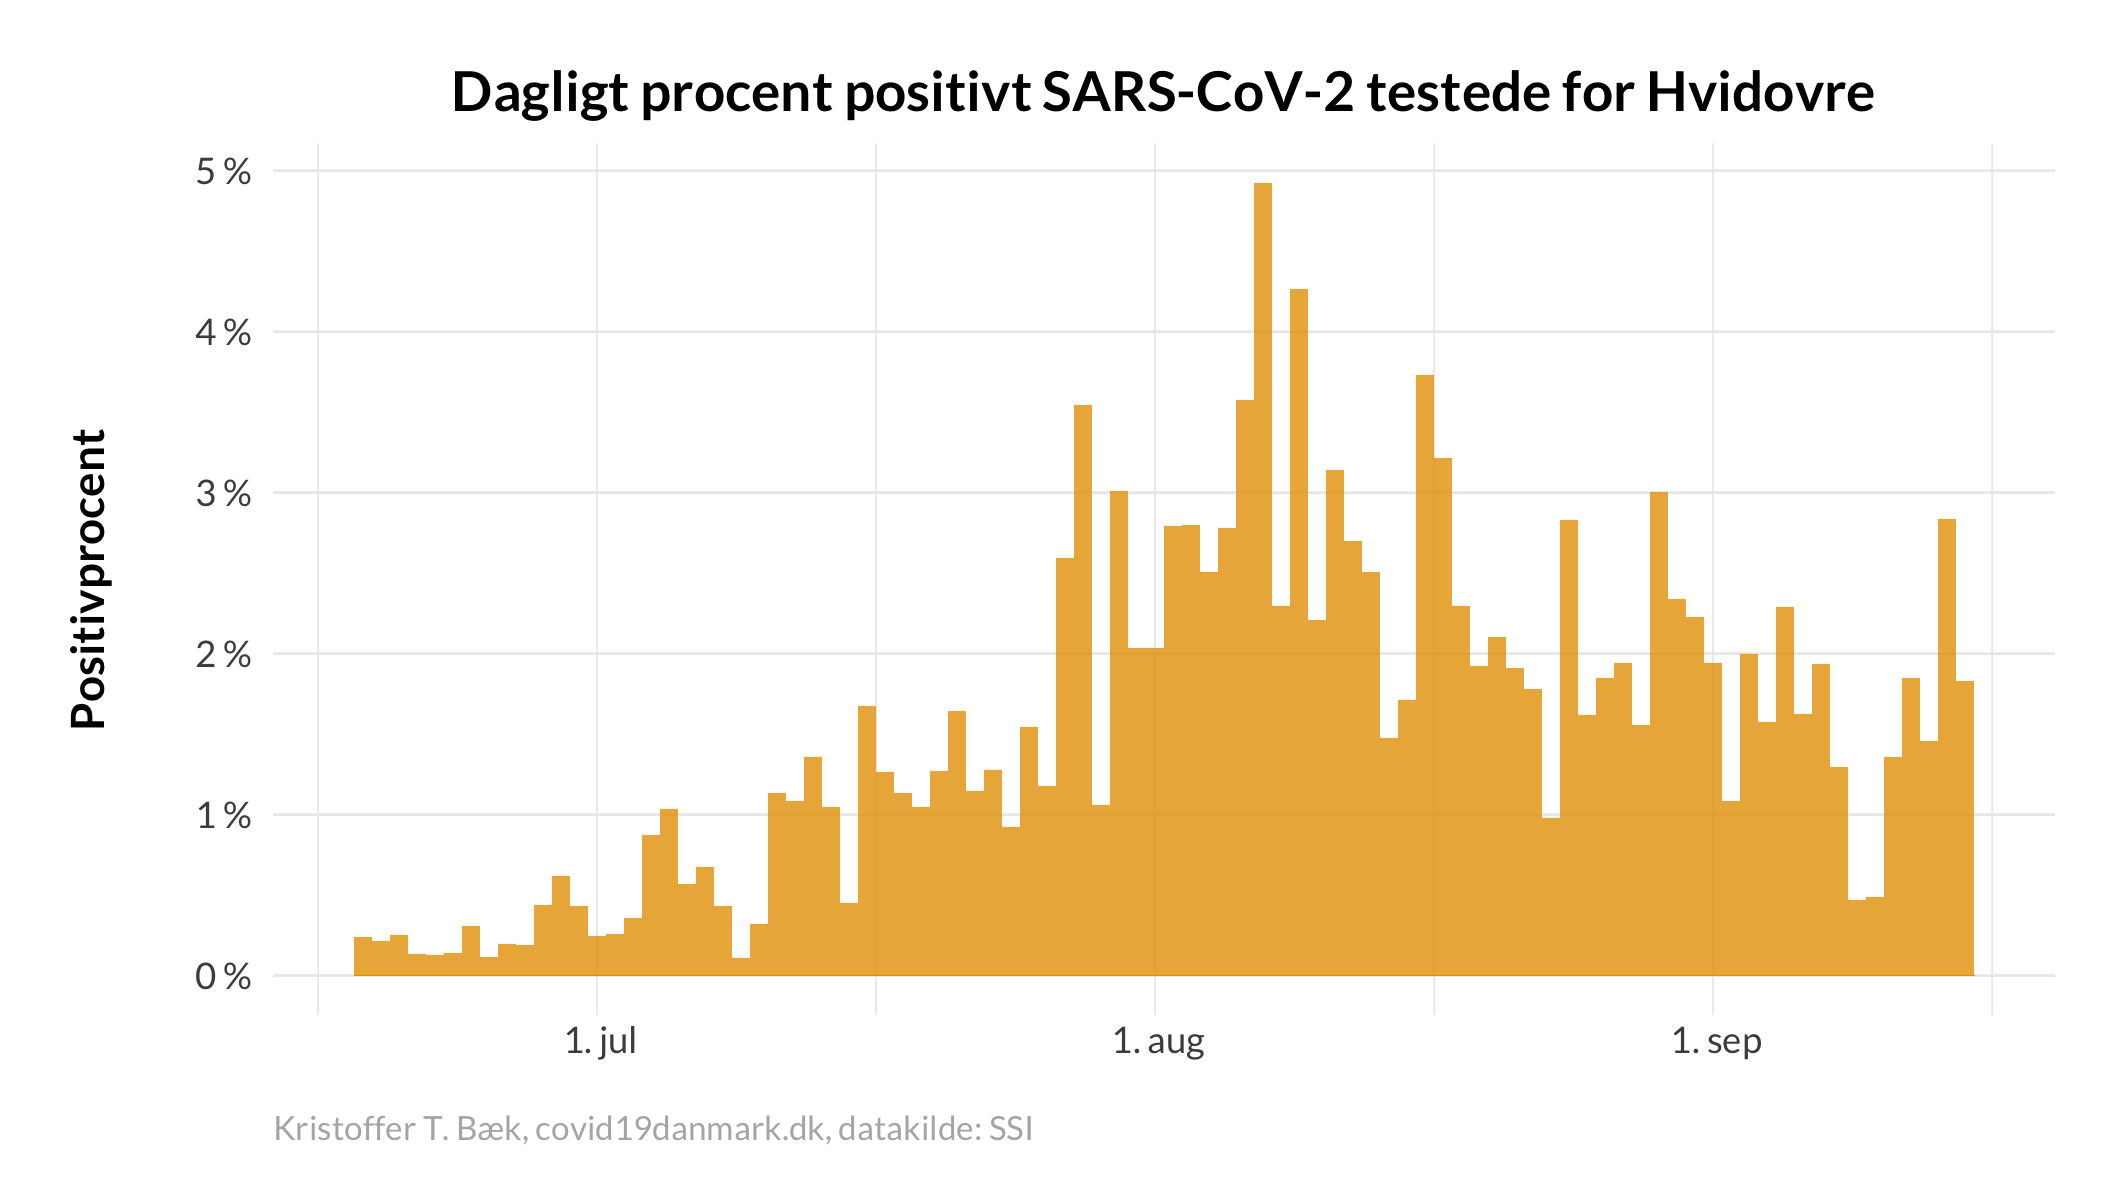 Dagligt procent positivt SARS-CoV-2 testede for Hvidovre
Positivprocent
5 %
4 %
3 %
2 %
1 %
0 %
1. jul
1. aug
1. sep
Kristoffer T. Bæk, covid19danmark.dk, datakilde: SSI